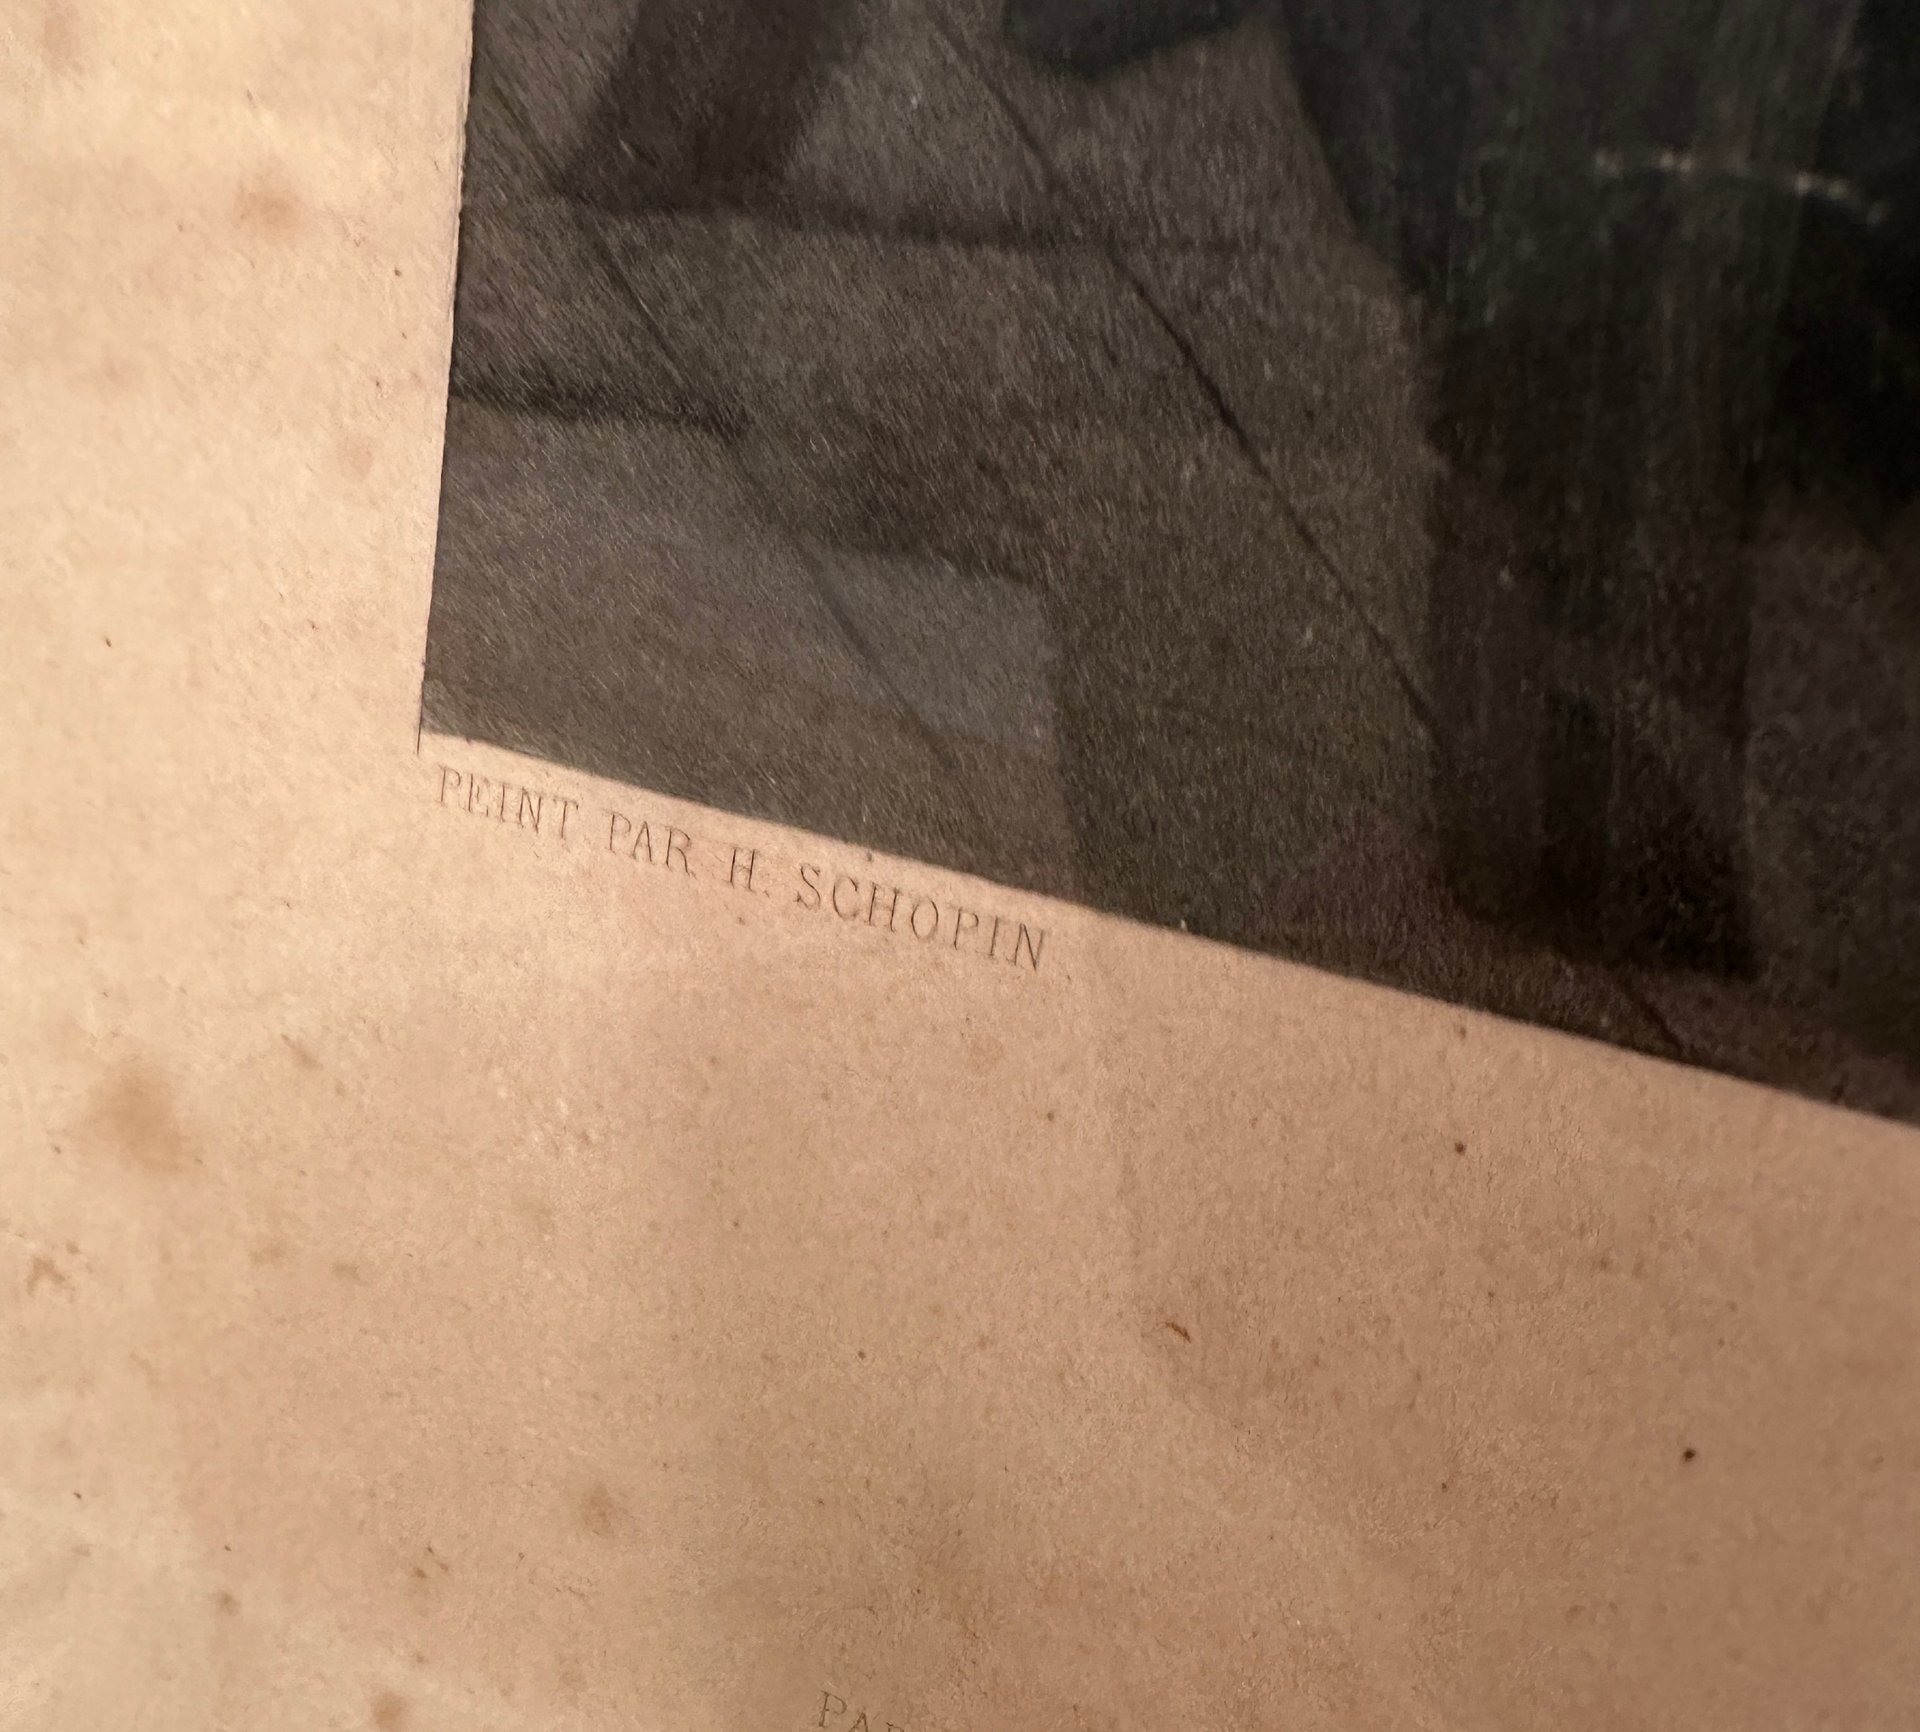 PEINT PAR H. SCHOPIN